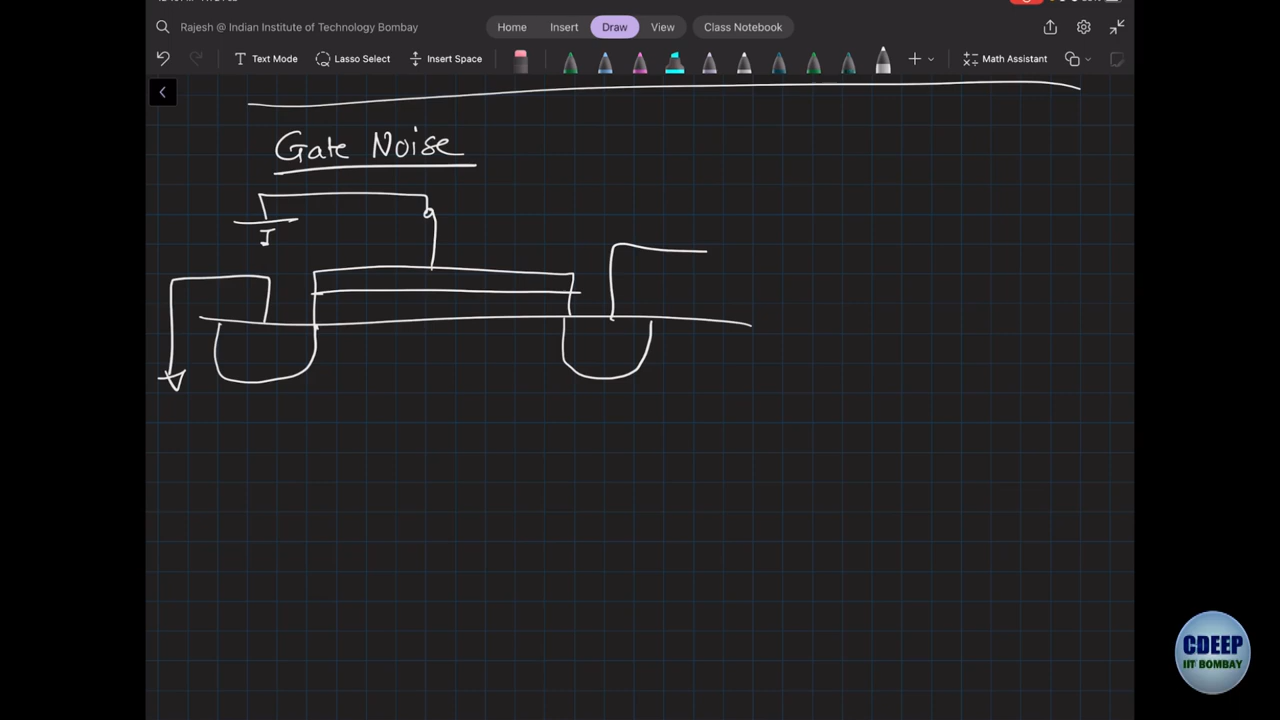 Rajesh @ Indian Institute of Technology Bombay
Home Insert Draw View Class Notebook
Text Mode Lasso Select Insert Space Math Assistant
Gate Noise
CDEEP
IIT BOMBAY